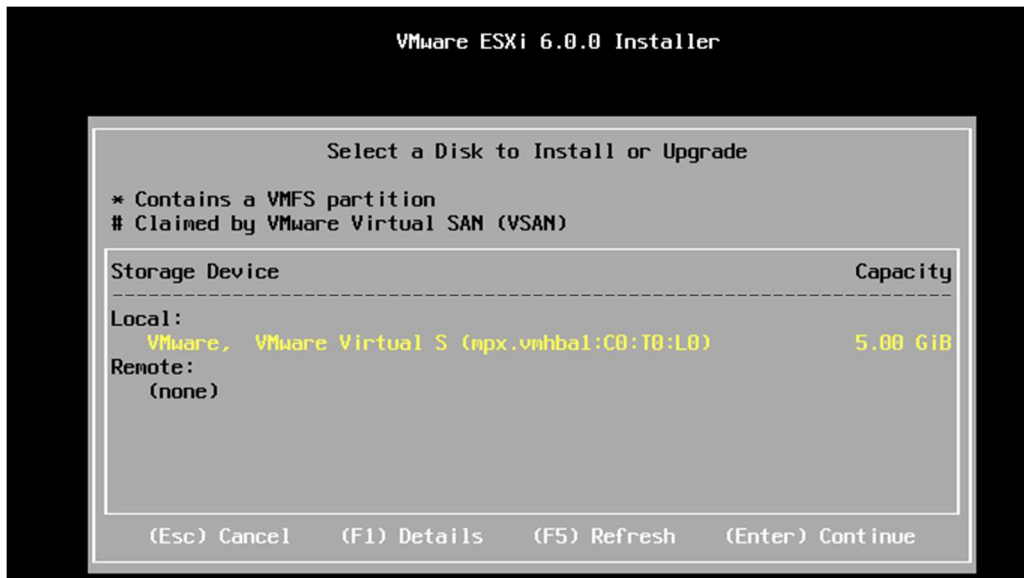 VMware ESXi 6.0.0 Installer
Select a Disk to Install or Upgrade
* Contains a VMFS partition
# Claimed by VMware Virtual SAN (VSAN)
Storage Device Capacity
Local:
VMware, VMware Virtual S (mpx.vmhba1:C0:T0:L0) 5.00 GiB
Remote:
(none)
(Esc) Cancel (F1) Details (F5) Refresh (Enter) Continue